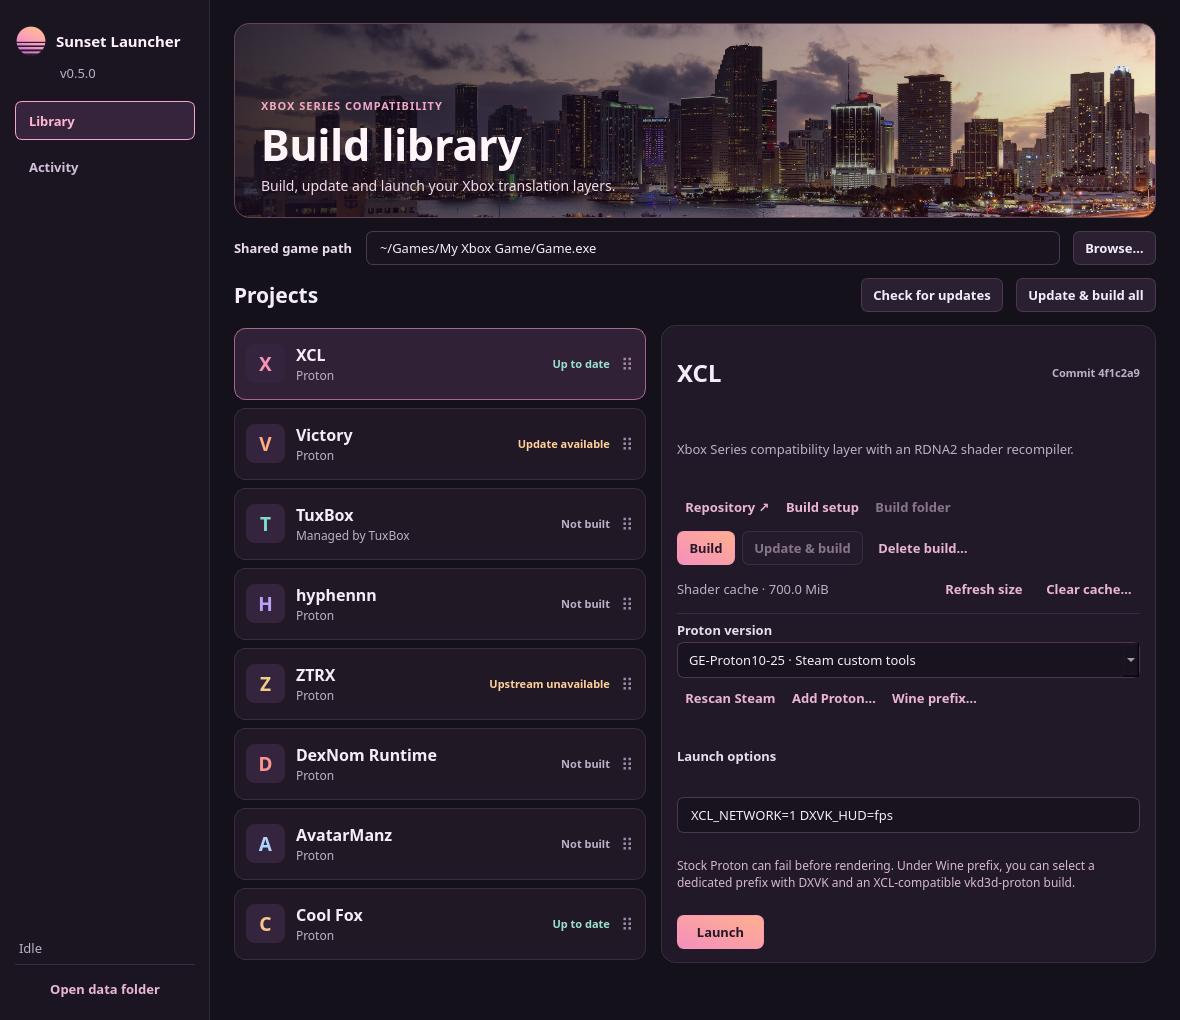 Sunset Launcher
v0.5.0
Library
Activity
Idle
Open data folder
XBOX SERIES COMPATIBILITY
Build library
Build, update and launch your Xbox translation layers.
Shared game path
~/Games/My Xbox Game/Game.exe
Browse...
Projects
Check for updates
Update & build all
X
XCL
Proton
Up to date
V
Victory
Proton
Update available
T
TuxBox
Managed by TuxBox
Not built
H
hyphennn
Proton
Not built
Z
ZTRX
Proton
Upstream unavailable
D
DexNom Runtime
Proton
Not built
A
AvatarManz
Proton
Not built
C
Cool Fox
Proton
Up to date
XCL
Commit 4f1c2a9
Xbox Series compatibility layer with an RDNA2 shader recompiler.
Repository ↗ Build setup Build folder
Build Update & build Delete build...
Shader cache · 700.0 MiB Refresh size Clear cache...
Proton version
GE-Proton10-25 · Steam custom tools
Rescan Steam Add Proton... Wine prefix...
Launch options
XCL_NETWORK=1 DXVK_HUD=fps
Stock Proton can fail before rendering. Under Wine prefix, you can select a
dedicated prefix with DXVK and an XCL-compatible vkd3d-proton build.
Launch